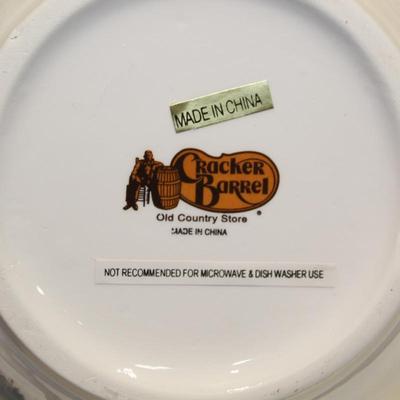 MADE IN CHINA
Cracker
Barrel
Old Country Store ®
MADE IN CHINA
NOT RECOMMENDED FOR MICROWAVE & DISH WASHER USE